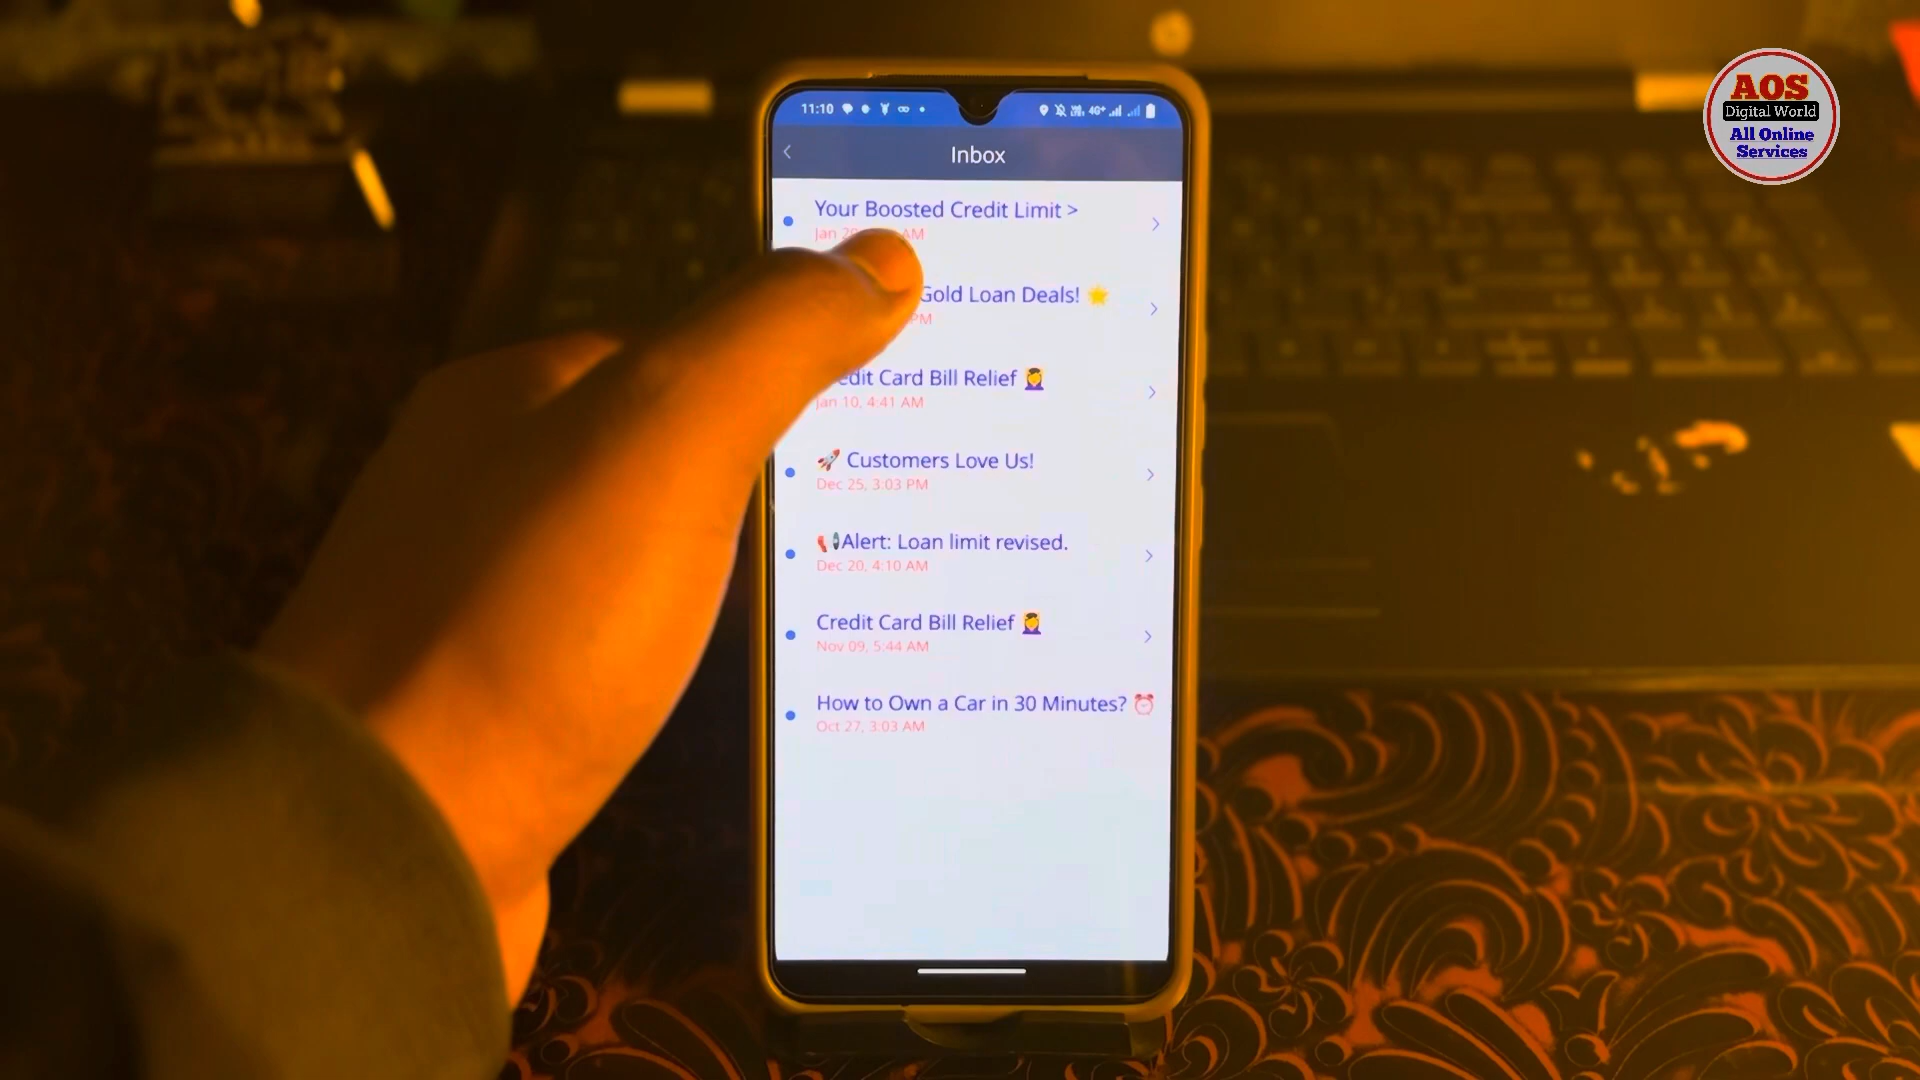 AOS
Digital World
All Online
Services
11:10
4G+
Inbox
Your Boosted Credit Limit >
Jan AM
Gold Loan Deals! 🌟
PM
Credit Card Bill Relief 💆
Jan 10, 4:41 AM
🚀 Customers Love Us!
Dec 25, 3:03 PM
📢Alert: Loan limit revised.
Dec 20, 4:10 AM
Credit Card Bill Relief 💆
Nov 09, 5:44 AM
How to Own a Car in 30 Minutes? ⏰
Oct 27, 3:03 AM